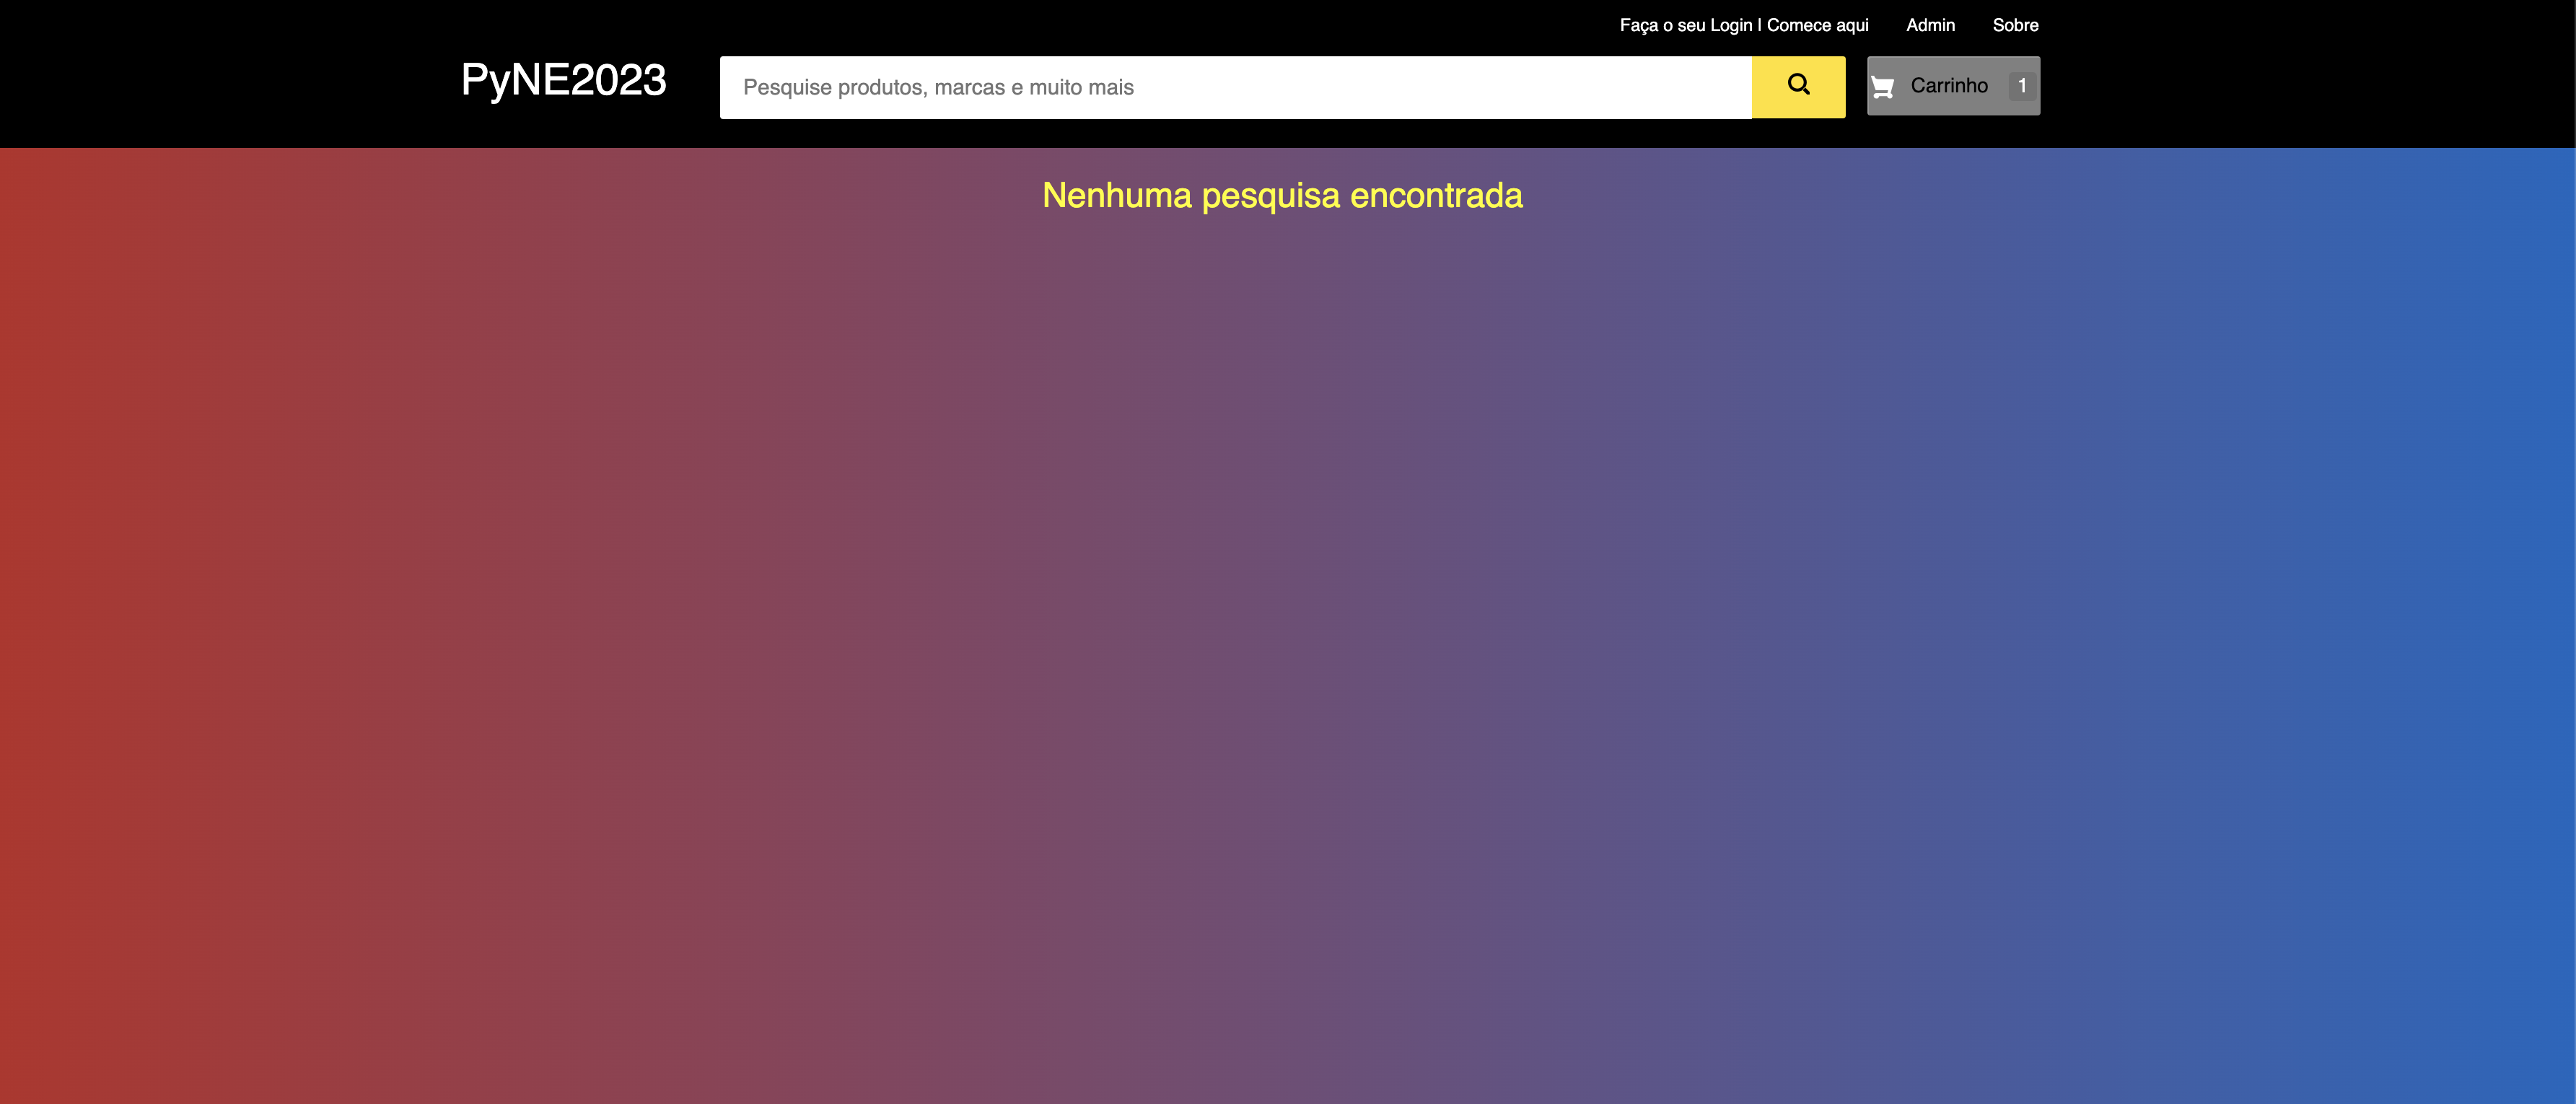 Faça o seu Login | Comece aqui Admin Sobre
PyNE2023 Pesquise produtos, marcas e muito mais Carrinho 1
Nenhuma pesquisa encontrada